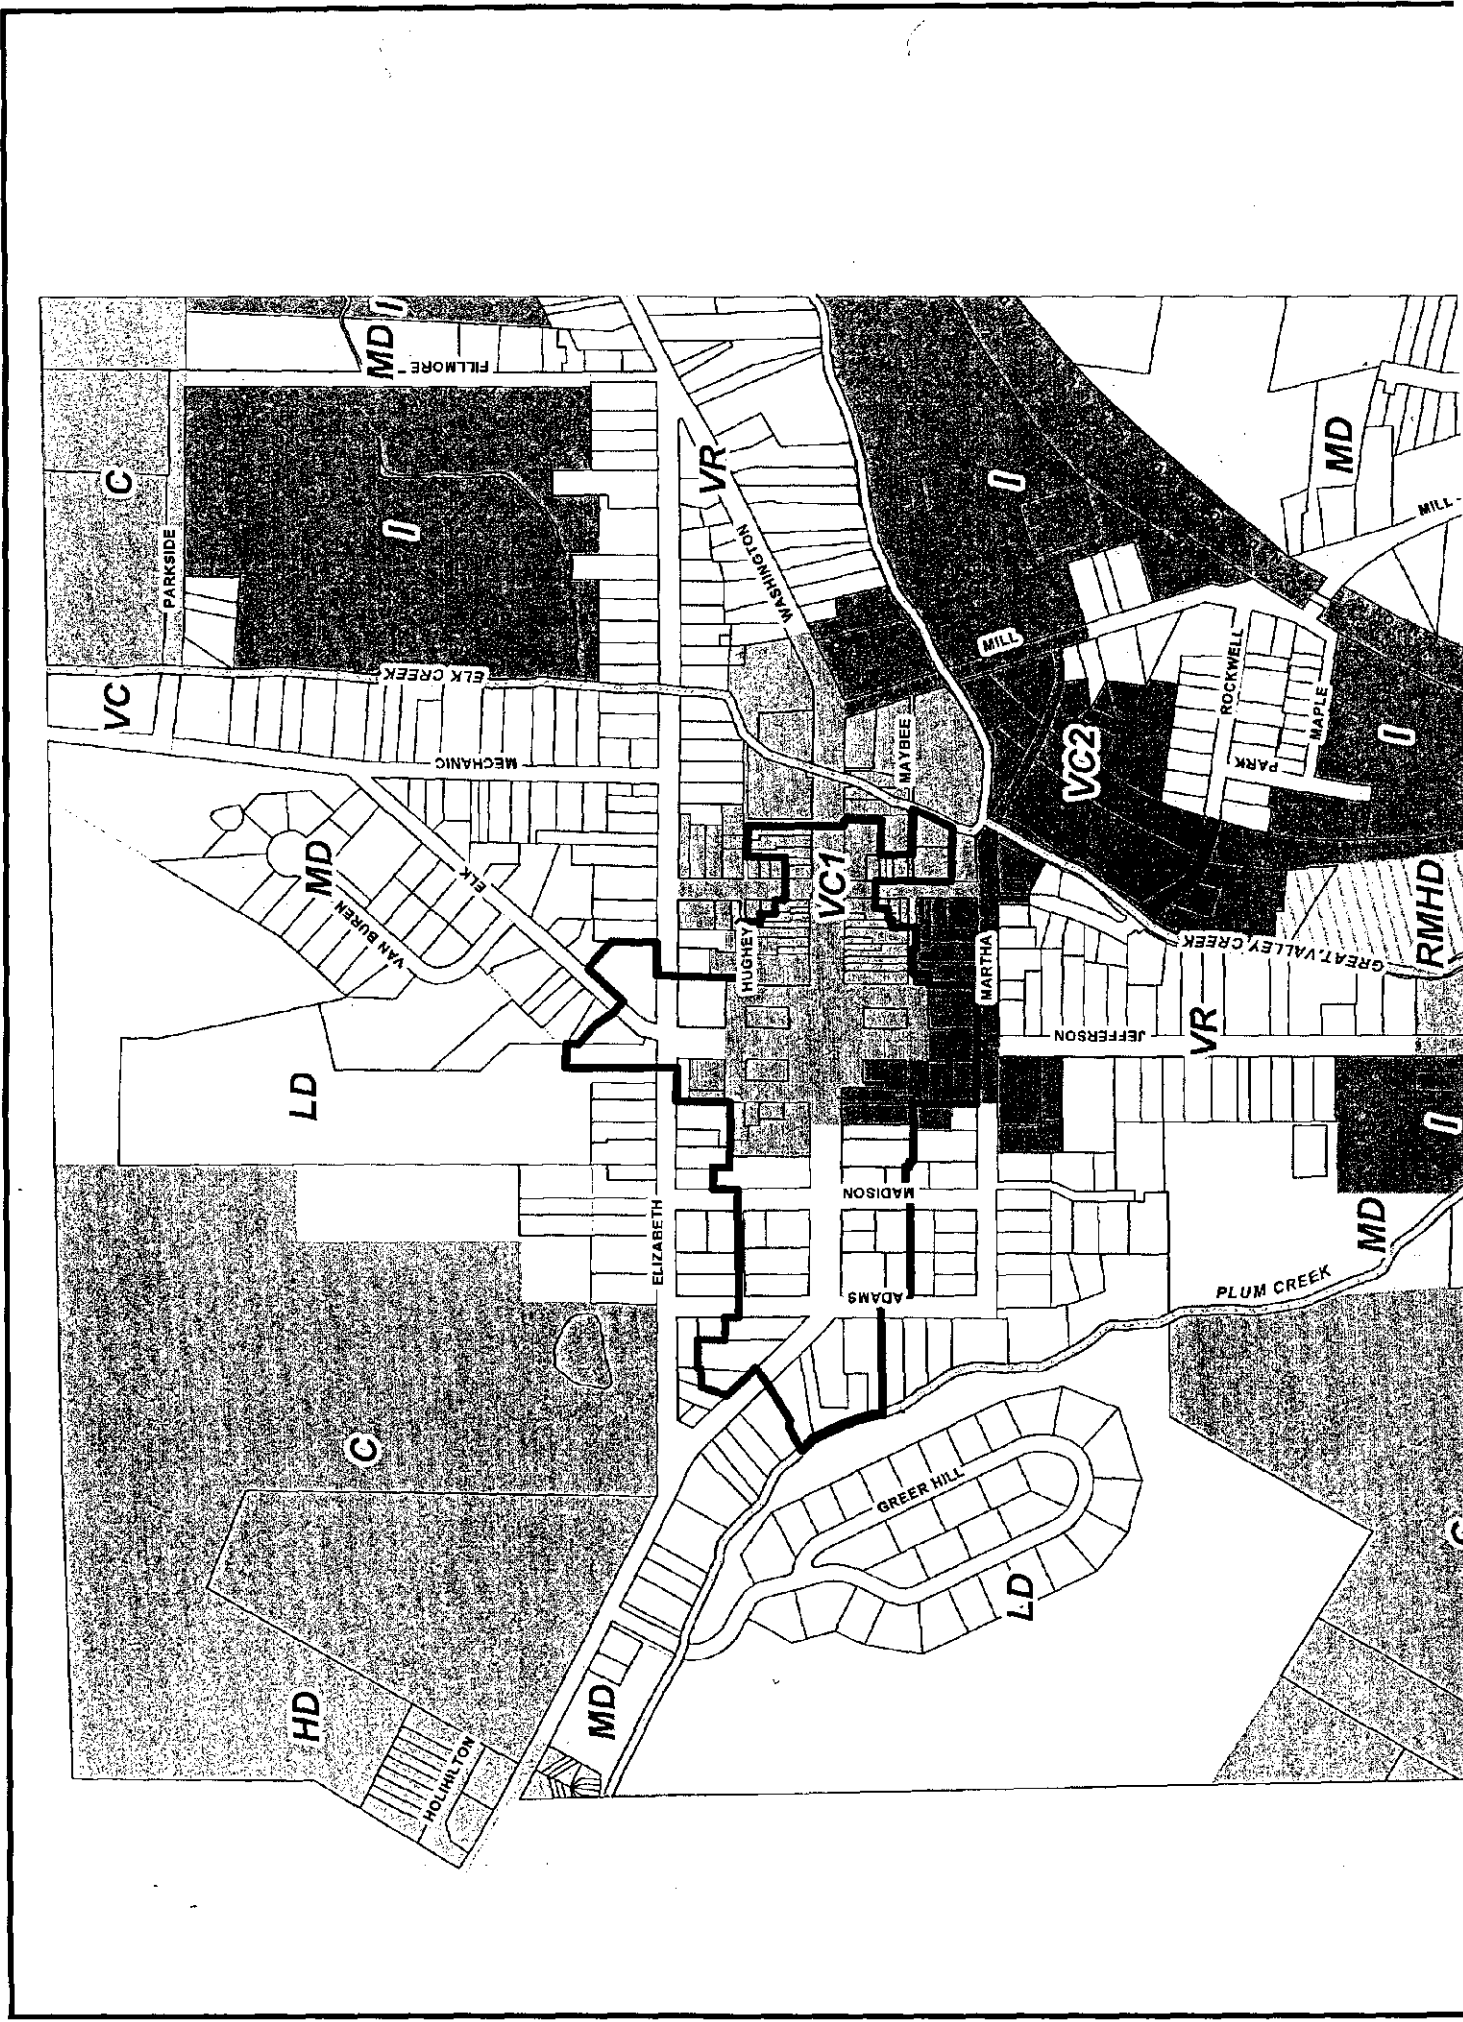 C
I
MD
FILLMORE
PARKSIDE
I
VR
WASHINGTON
I
MD
MILL
MILL
ELK CREEK
VC
MECHANIC
MAYBEE
VC2
ROCKWELL
MAPLE
PARK
I
MD
VAN BUREN
ELK
VC1
HUGHEY
MARTHA
GREAT VALLEY CREEK
RMHD
JEFFERSON
VR
LD
I
MADISON
MD
ELIZABETH
ADAMS
PLUM CREEK
C
GREER HILL
LD
C
HD
MD
HOLIHILTON